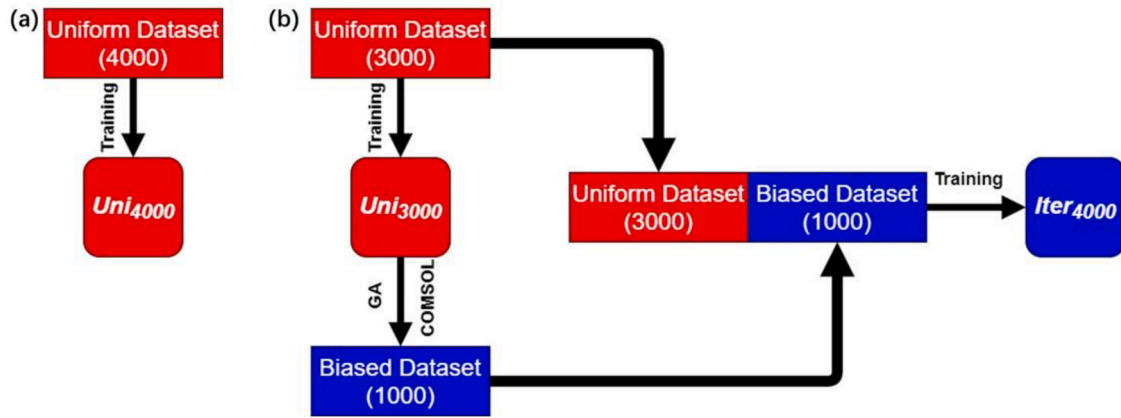 (a)
Uniform Dataset
(4000)
Training
Uni4000
(b)
Uniform Dataset
(3000)
Training
Uni3000
GA
COMSOL
Biased Dataset
(1000)
Uniform Dataset
(3000)
Biased Dataset
(1000)
Training
Iter4000